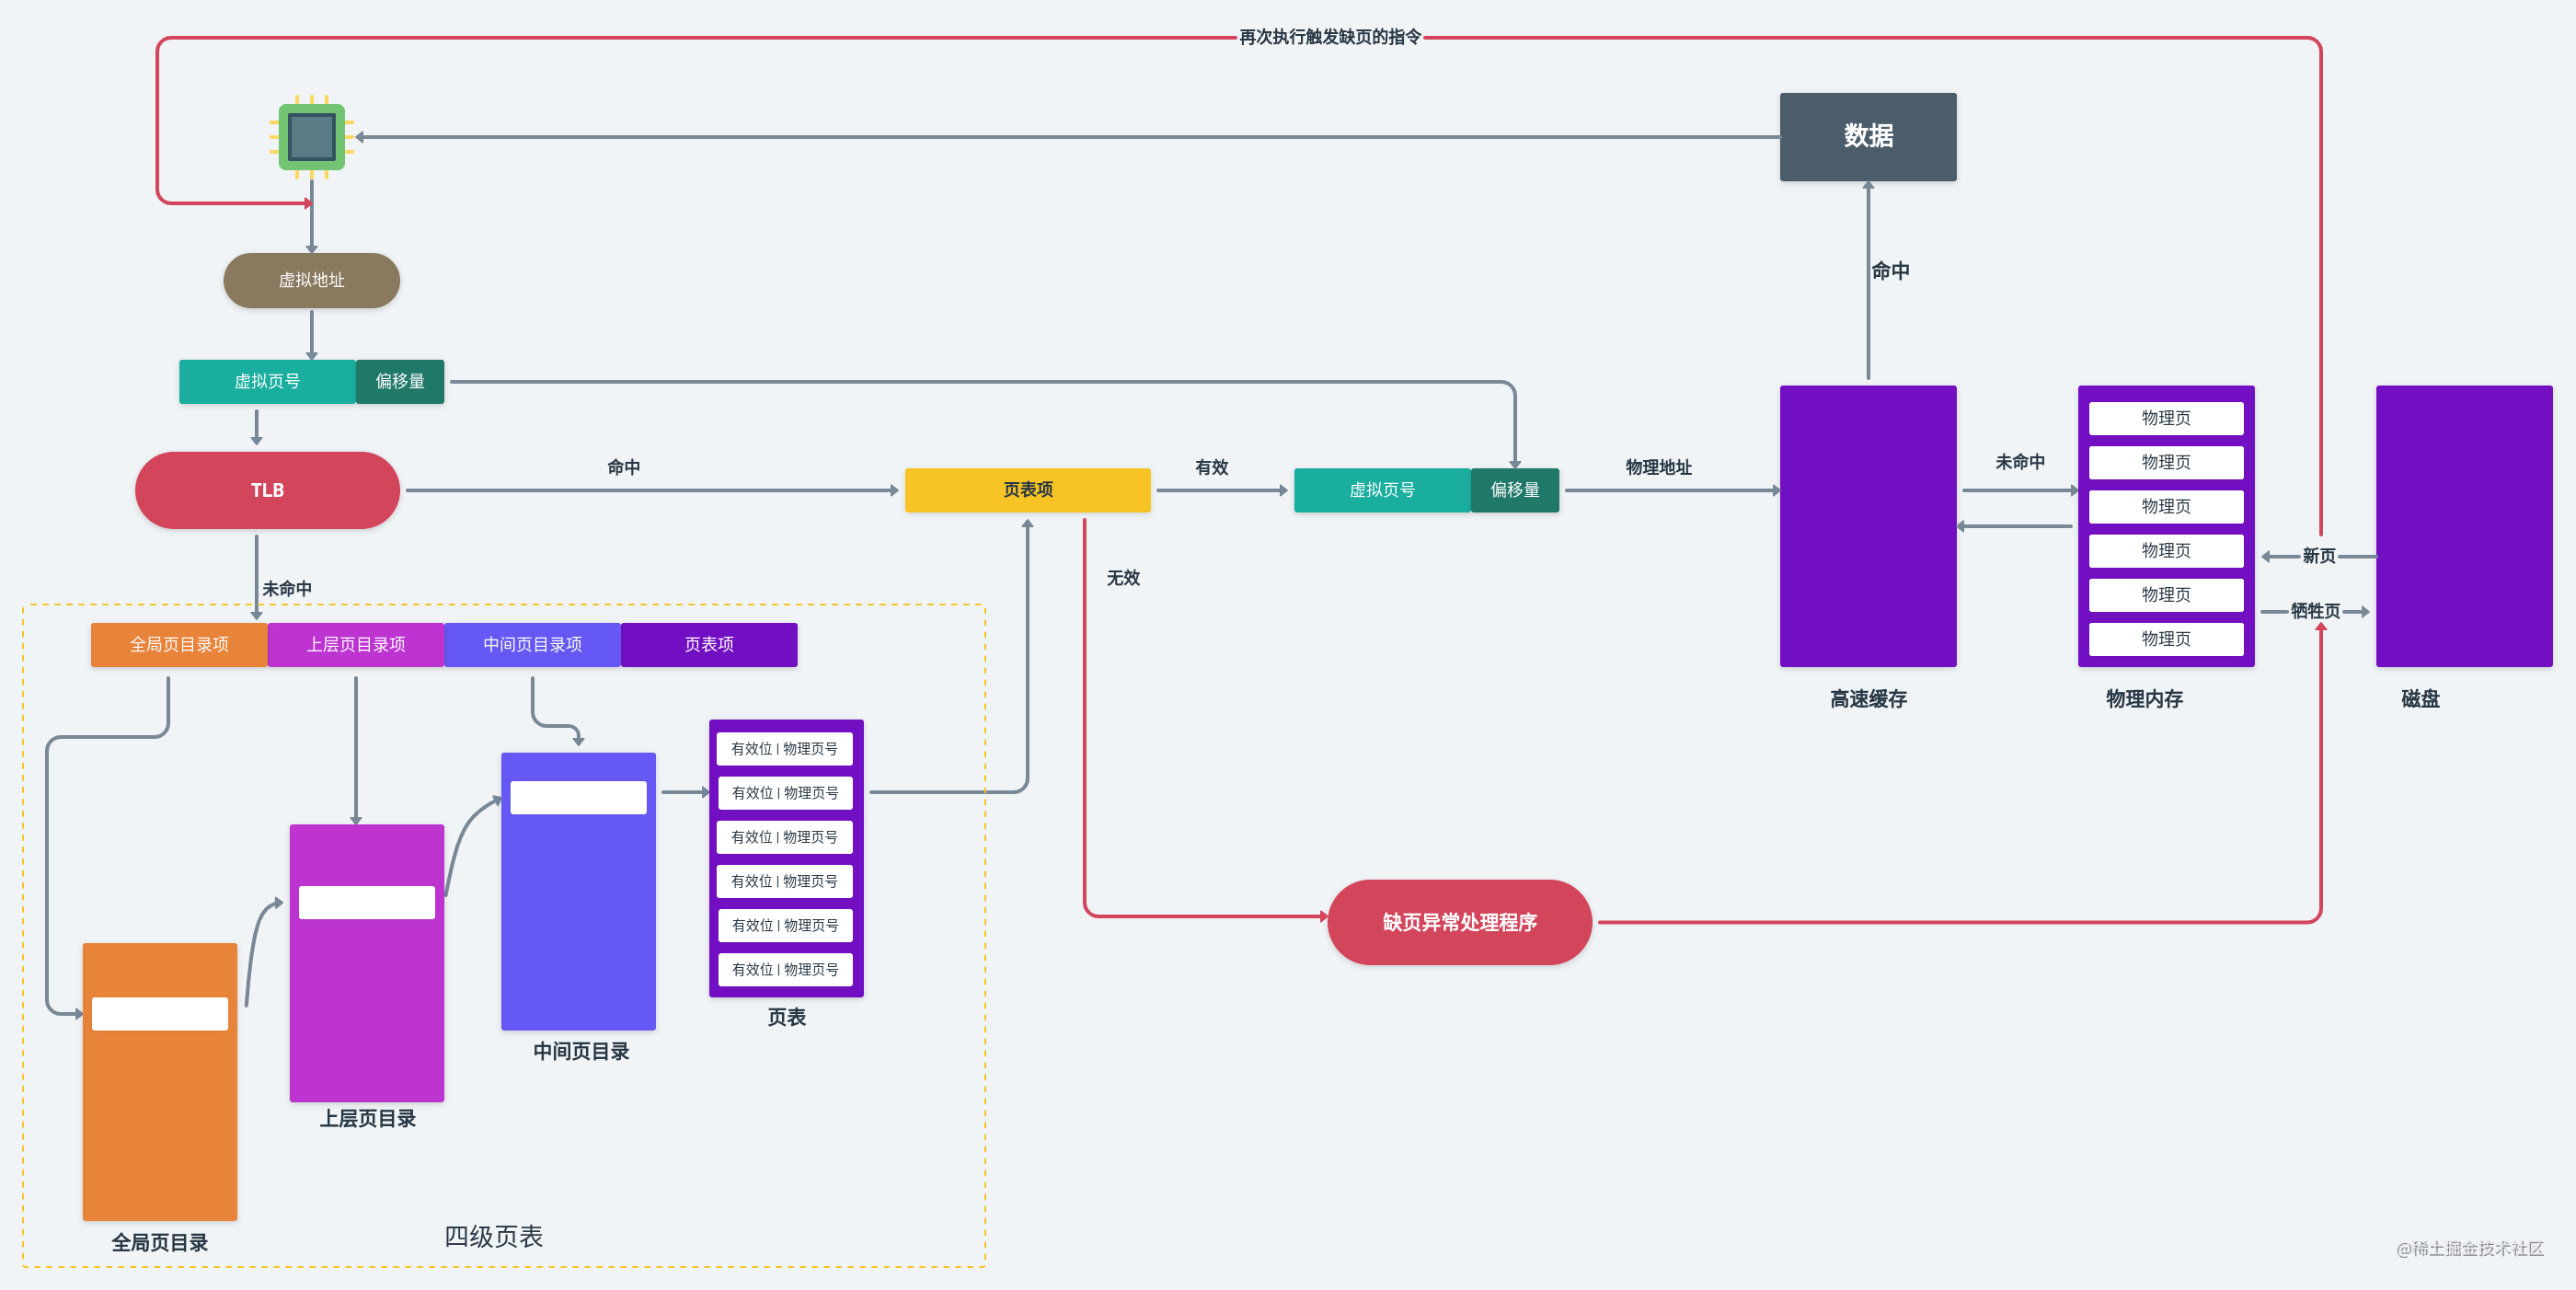 再次执行触发缺页的指令
数据
命中
虚拟地址
虚拟页号 偏移量
TLB
命中
页表项
有效
虚拟页号 偏移量
物理地址
未命中
物理页
物理页
物理页
物理页
物理页
物理页
新页
牺牲页
高速缓存
物理内存
磁盘
无效
未命中
全局页目录项 上层页目录项 中间页目录项 页表项
有效位 | 物理页号
有效位 | 物理页号
有效位 | 物理页号
有效位 | 物理页号
有效位 | 物理页号
有效位 | 物理页号
页表
中间页目录
上层页目录
全局页目录
四级页表
缺页异常处理程序
@稀土掘金技术社区